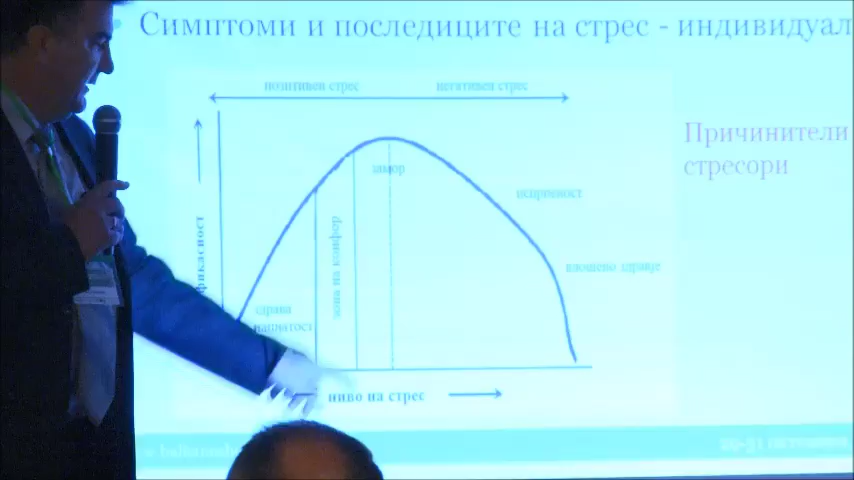 Симптоми и последиците на стрес - индивидуал
позитивен стрес
негативен стрес
Причинители
стресори
замор
исцрпеност
зона на комфор
влошено здравје
здрава
ниво на стрес